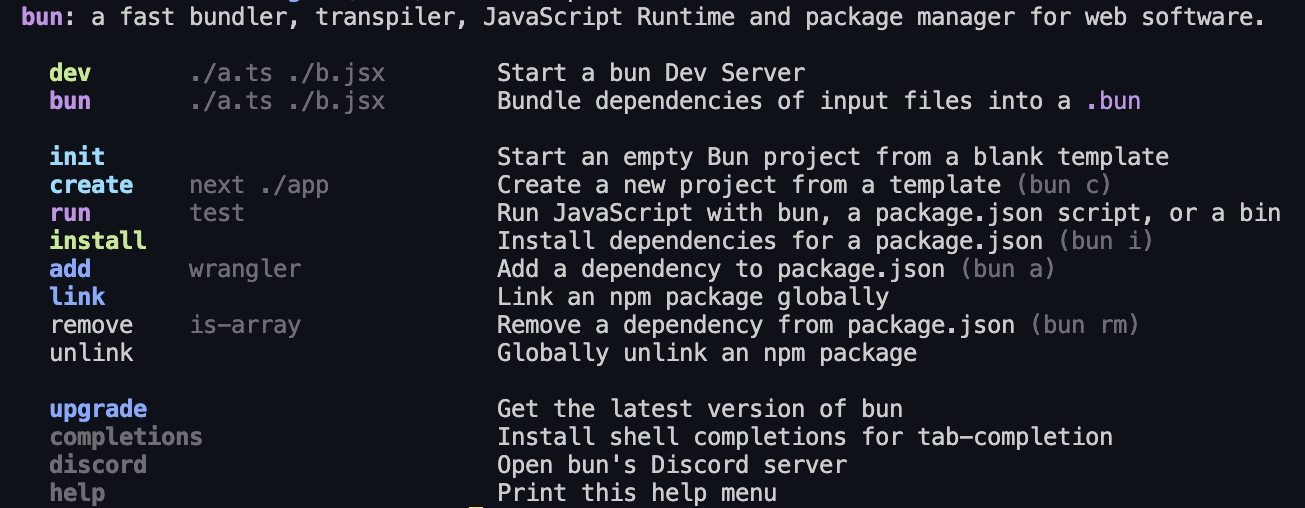 bun: a fast bundler, transpiler, JavaScript Runtime and package manager for web software.
dev ./a.ts ./b.jsx Start a bun Dev Server
bun ./a.ts ./b.jsx Bundle dependencies of input files into a .bun
init Start an empty Bun project from a blank template
create next ./app Create a new project from a template (bun c)
run test Run JavaScript with bun, a package.json script, or a bin
install Install dependencies for a package.json (bun i)
add wrangler Add a dependency to package.json (bun a)
link Link an npm package globally
remove is-array Remove a dependency from package.json (bun rm)
unlink Globally unlink an npm package
upgrade Get the latest version of bun
completions Install shell completions for tab-completion
discord Open bun's Discord server
help Print this help menu